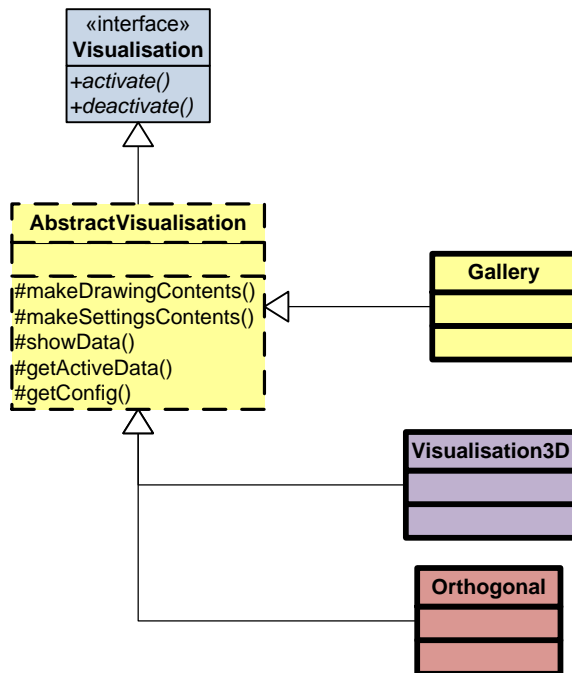 «interface»
Visualisation
+activate()
+deactivate()
AbstractVisualisation
#makeDrawingContents()
#makeSettingsContents()
#showData()
#getActiveData()
#getConfig()
Gallery
Visualisation3D
Orthogonal